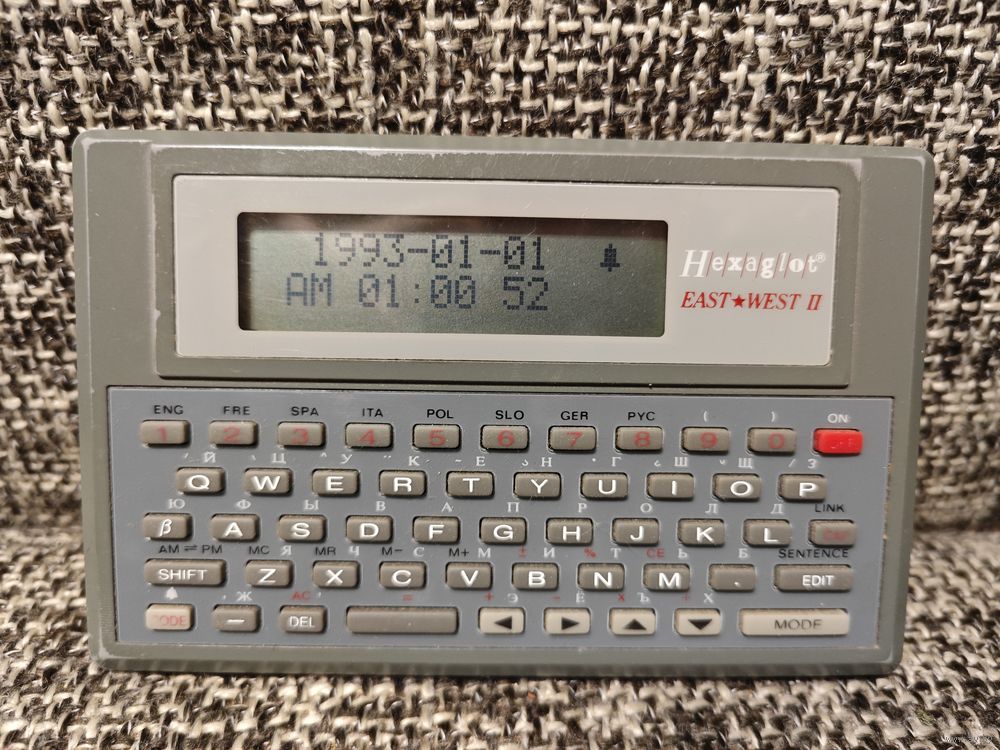 1993-01-01
AM 01:00 52
Hexaglot®
EAST★WEST II
ENG FRE SPA ITA POL SLO GER РУС ( ) ON
1 2 3 4 5 6 7 8 9 0
Й Ц У К Е Н Г Ш Щ З
Q W E R T Y U I O P
Ю Ф Ы В А П Р О Л Д LINK
β A S D F G H J K L
AM ⇌ PM MC Я MR Ч M- С M+ М ± И % Т CE Ь Б SENTENCE
SHIFT Z X C V B N M . EDIT
Ж AC = + Э - Ё × Ъ ÷ Х
DEL ◀ ▶ ▲ ▼ MODE